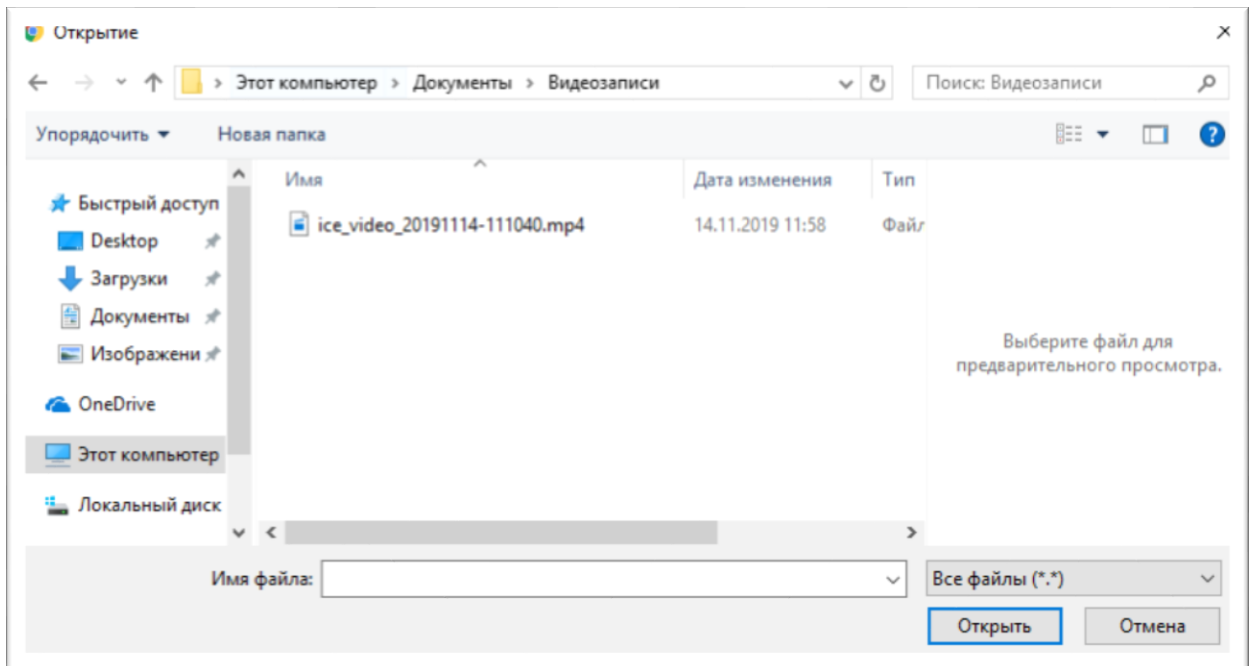 Открытие
Этот компьютер > Документы > Видеозаписи
Поиск: Видеозаписи
Упорядочить
Новая папка
Имя
Дата изменения
Тип
ice_video_20191114-111040.mp4
14.11.2019 11:58
Файл
Быстрый доступ
Desktop
Загрузки
Документы
Изображени
OneDrive
Этот компьютер
Локальный диск
Выберите файл для
предварительного просмотра.
Имя файла:
Все файлы (*.*)
Открыть
Отмена